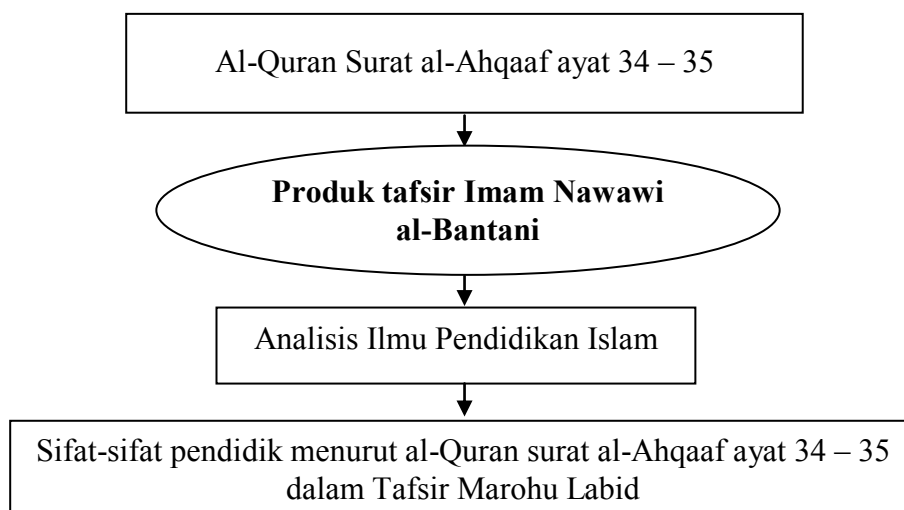 Al-Quran Surat al-Ahqaaf ayat 34 – 35
Produk tafsir Imam Nawawi
al-Bantani
Analisis Ilmu Pendidikan Islam
Sifat-sifat pendidik menurut al-Quran surat al-Ahqaaf ayat 34 – 35
dalam Tafsir Marohu Labid